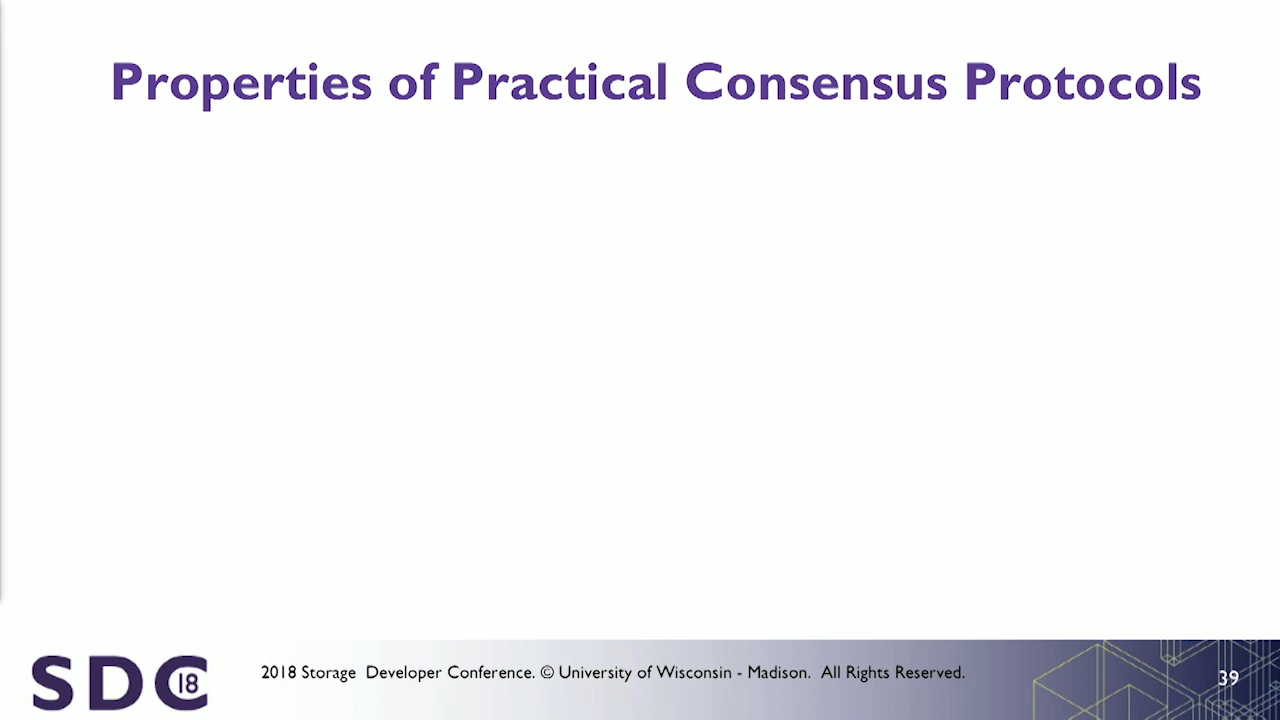 Properties of Practical Consensus Protocols
SDC 18
2018 Storage Developer Conference. © University of Wisconsin - Madison. All Rights Reserved.
39